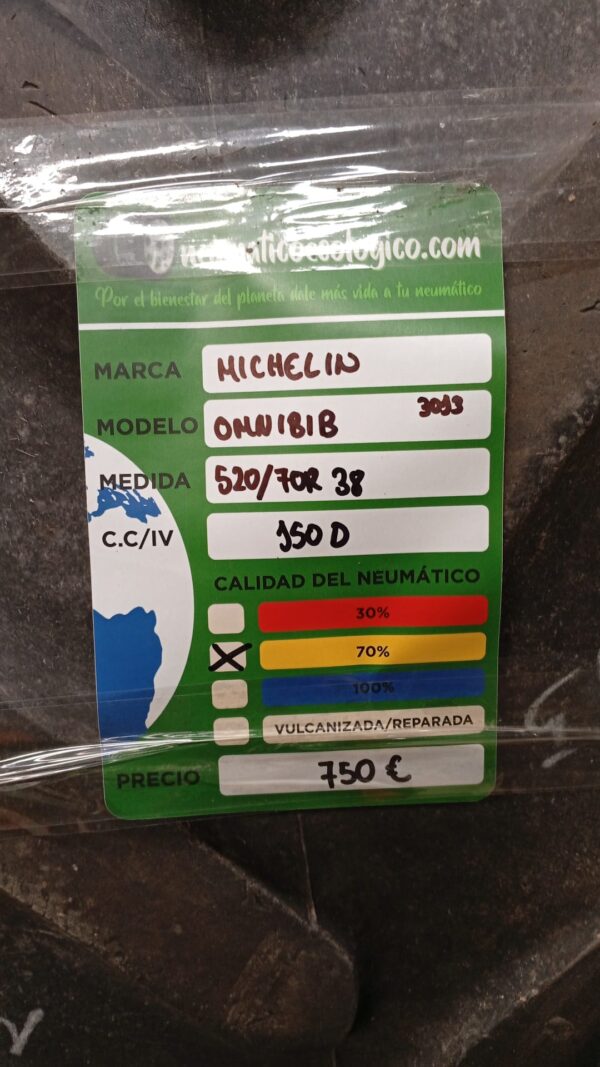 neumaticoecologico.com
Por el bienestar del planeta dale más vida a tu neumático
MARCA MICHELIN
MODELO OMNIBIB 3093
MEDIDA 520/70R 38
C.C/IV 150 D
CALIDAD DEL NEUMÁTICO
30%
X 70%
100%
VULCANIZADA/REPARADA
PRECIO 750 €